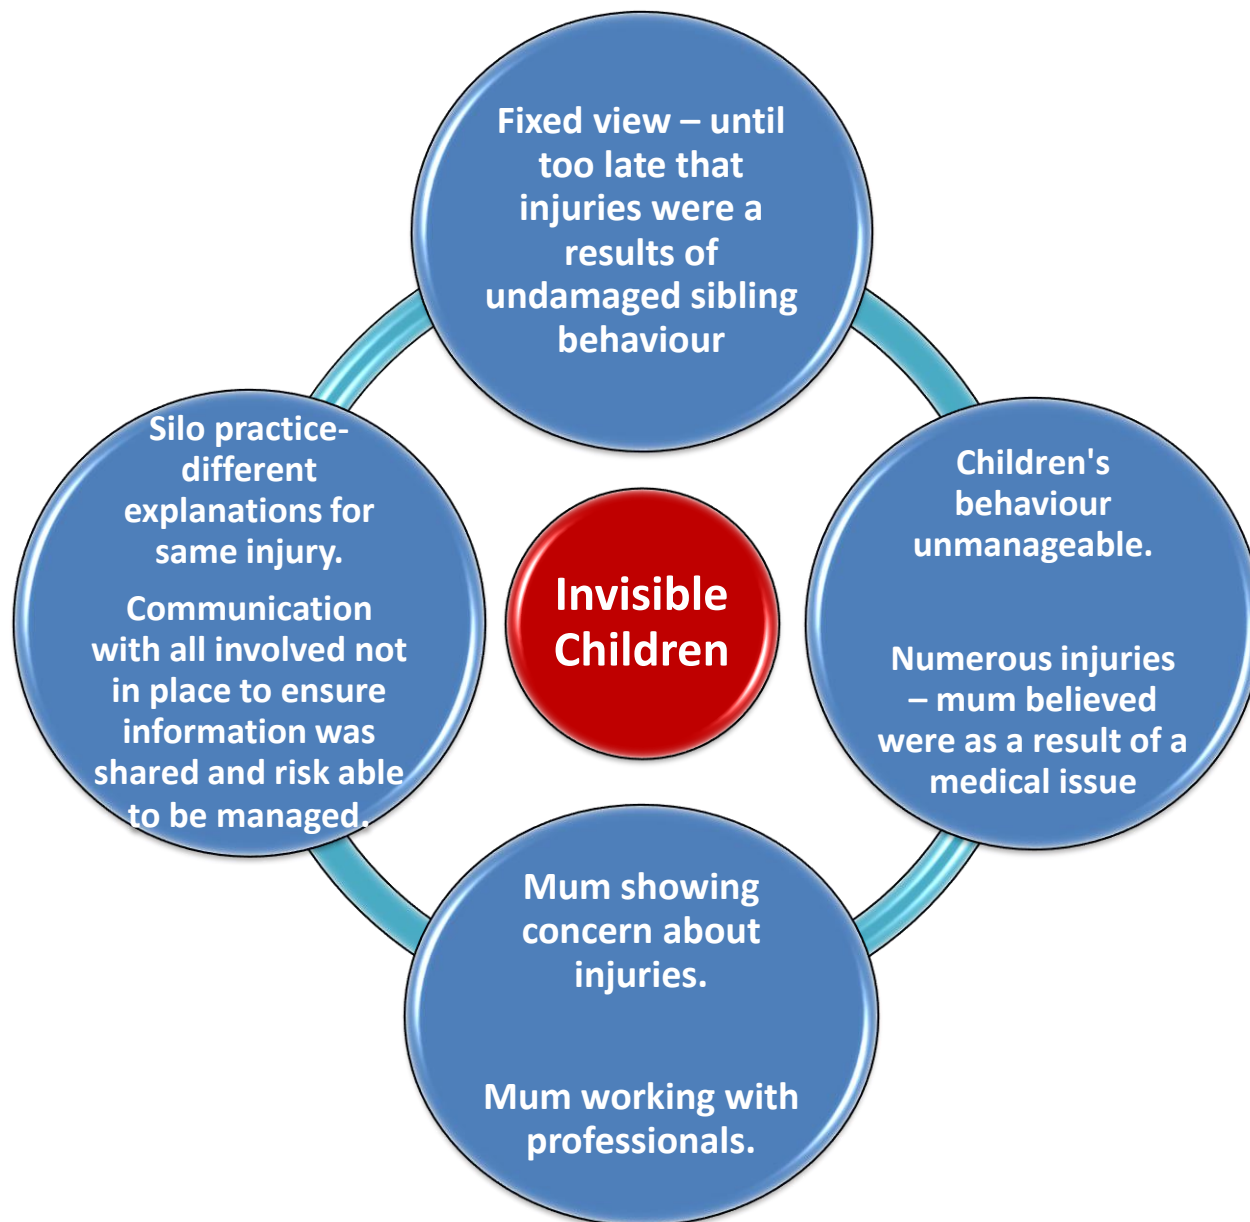 Fixed view – until
too late that
injuries were a
results of
undamaged sibling
behaviour
Children's
behaviour
unmanageable.
Numerous injuries
– mum believed
were as a result of a
medical issue
Mum showing
concern about
injuries.
Mum working with
professionals.
Silo practice-
different
explanations for
same injury.
Communication
with all involved not
in place to ensure
information was
shared and risk able
to be managed.
Invisible
Children